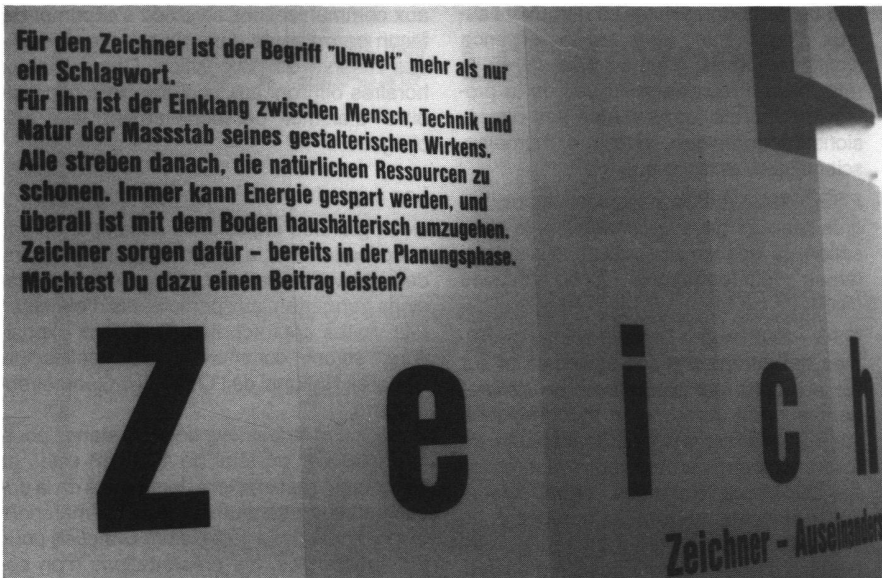 Für den Zeichner ist der Begriff "Umwelt" mehr als nur
ein Schlagwort.
Für Ihn ist der Einklang zwischen Mensch, Technik und
Natur der Massstab seines gestalterischen Wirkens.
Alle streben danach, die natürlichen Ressourcen zu
schonen. Immer kann Energie gespart werden, und
überall ist mit dem Boden haushälterisch umzugehen.
Zeichner sorgen dafür – bereits in der Planungsphase.
Möchtest Du dazu einen Beitrag leisten?
Zeich
Zeichner – Auseinanders